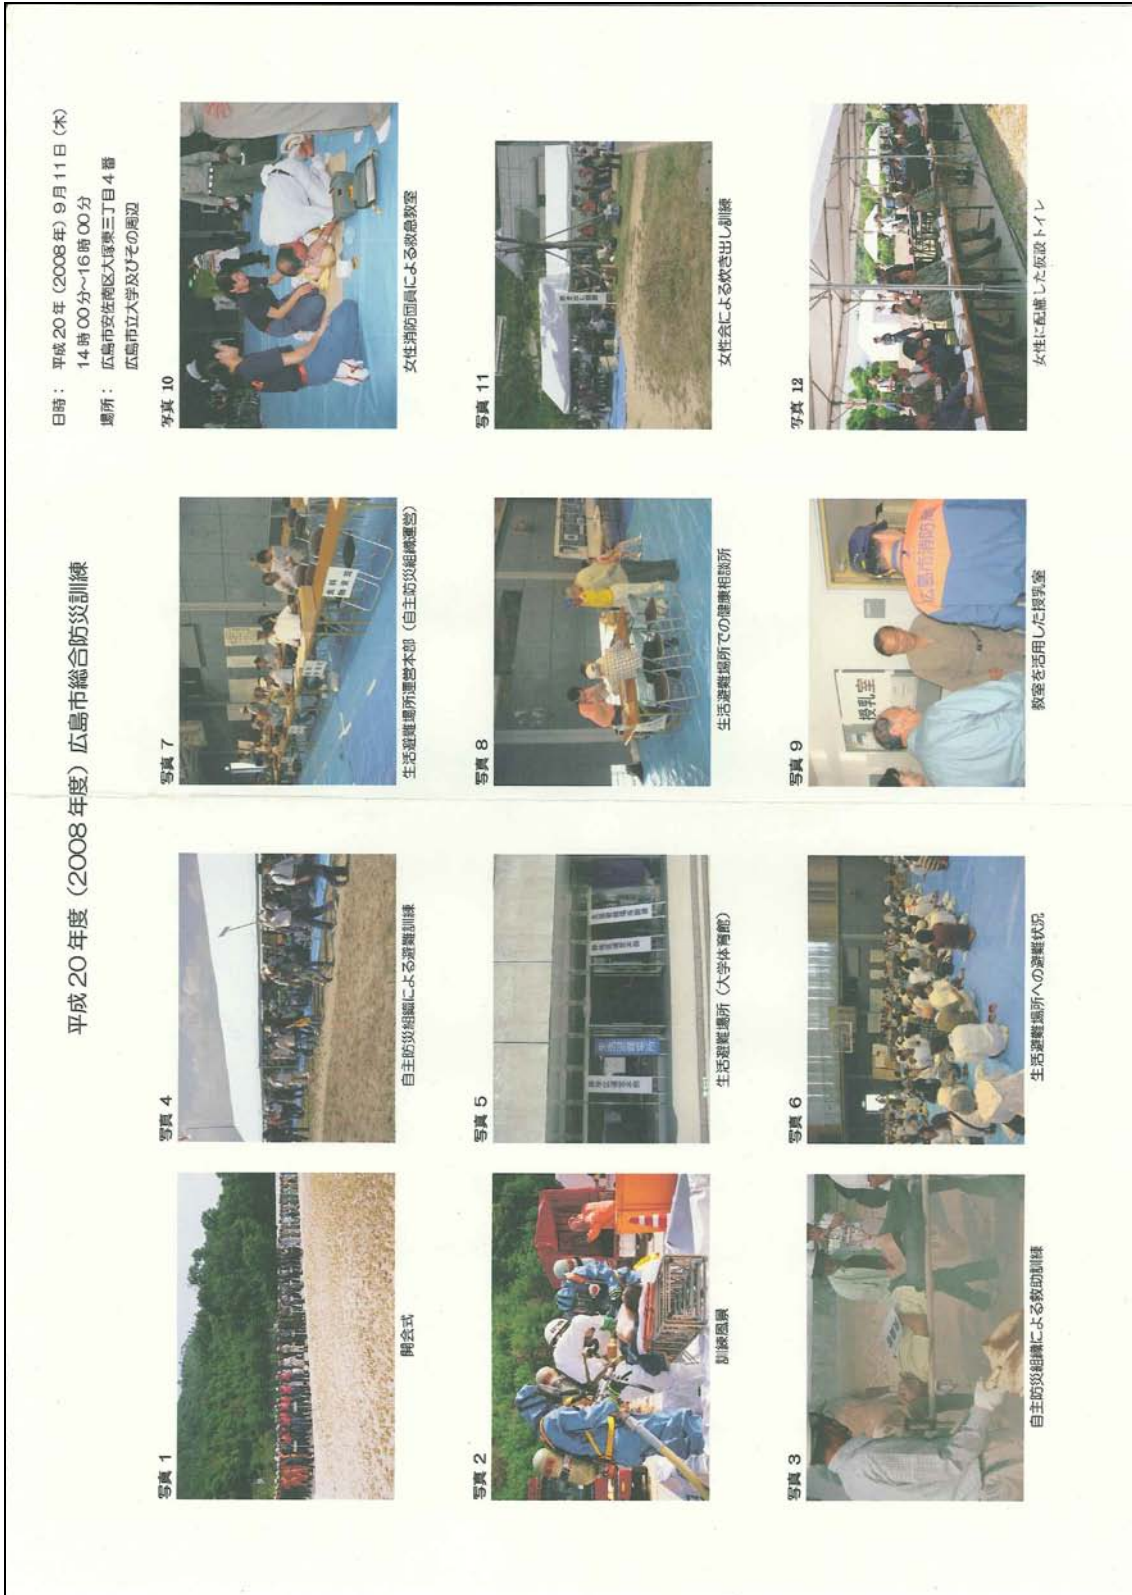 平成20年度（2008年度）広島市総合防災訓練
日時： 平成20年（2008年）9月11日（木）
14時00分～16時00分
場所： 広島市安佐南区大塚東三丁目4番
広島市立大学及びその周辺
写真 1
開会式
写真 2
訓練風景
写真 3
自主防災組織による救助訓練
写真 4
自主防災組織による避難訓練
写真 5
生活避難場所（大学体育館）
写真 6
生活避難場所への避難状況
写真 7
生活避難場所運営本部（自主防災組織運営）
写真 8
生活避難場所での健康相談所
写真 9
授乳室
広島市消防局
教室を活用した授乳室
写真 10
女性消防団員による救急教室
写真 11
女性会による炊き出し訓練
写真 12
女性に配慮した仮設トイレ